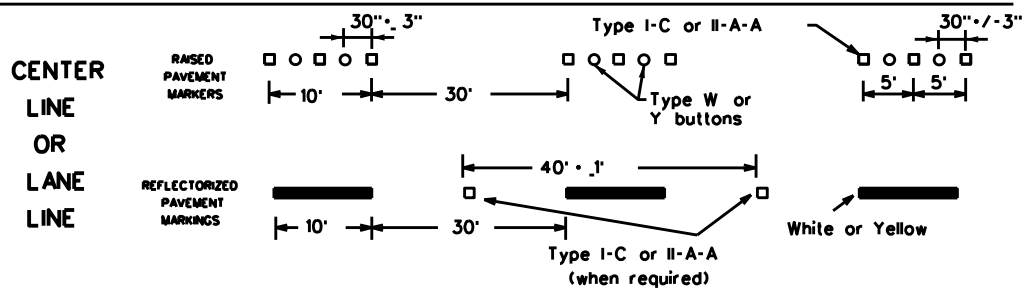 30"·_ 3"
Type I-C or II-A-A
30"·/-3"
CENTER
LINE
OR
LANE
LINE
RAISED
PAVEMENT
MARKERS
10'
30'
Type W or
Y buttons
5'
5'
40' · _1'
REFLECTORIZED
PAVEMENT
MARKINGS
10'
30'
Type I-C or II-A-A
(when required)
White or Yellow